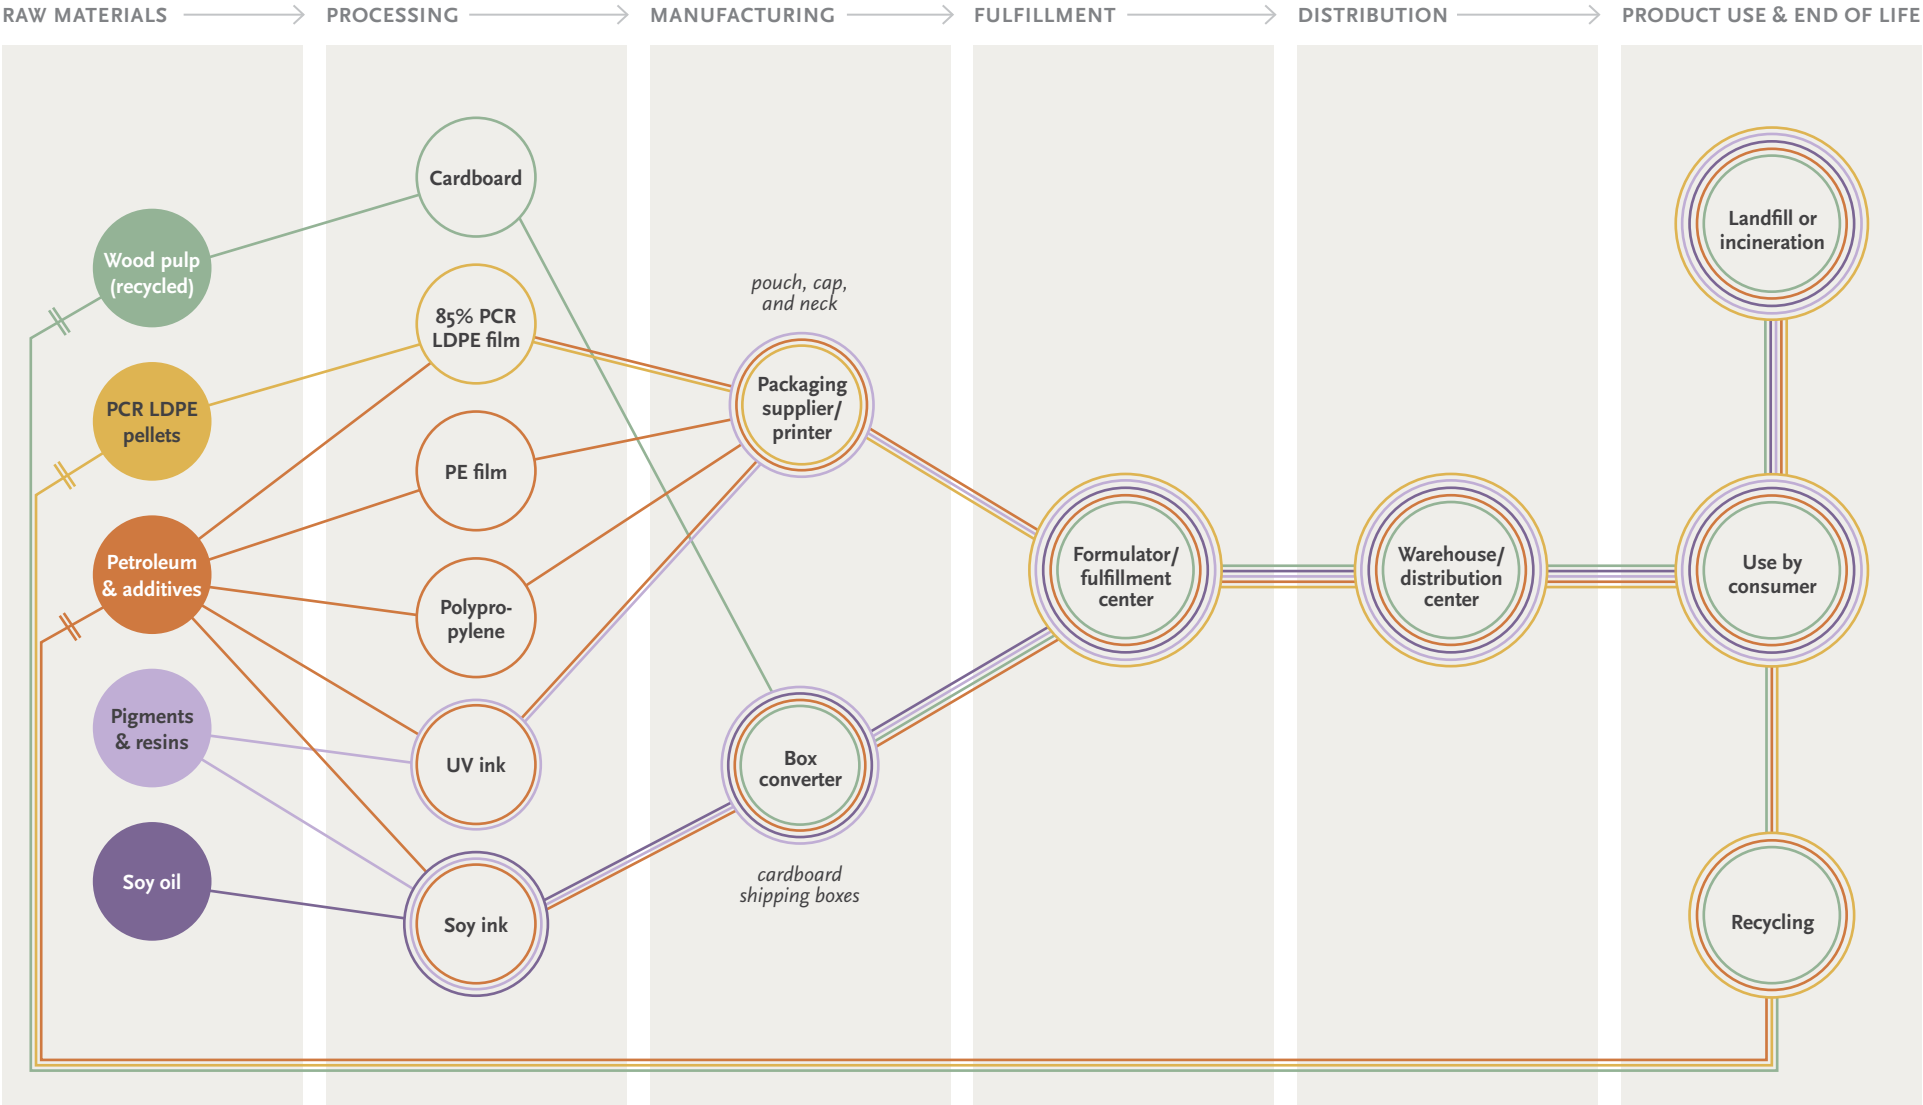 RAW MATERIALS
PROCESSING
MANUFACTURING
FULFILLMENT
DISTRIBUTION
PRODUCT USE & END OF LIFE
Wood pulp
(recycled)
PCR LDPE
pellets
Petroleum
& additives
Pigments
& resins
Soy oil
Cardboard
85% PCR
LDPE film
PE film
Polypro-
pylene
UV ink
Soy ink
pouch, cap,
and neck
Packaging
supplier/
printer
Box
converter
cardboard
shipping boxes
Formulator/
fulfillment
center
Warehouse/
distribution
center
Landfill or
incineration
Use by
consumer
Recycling